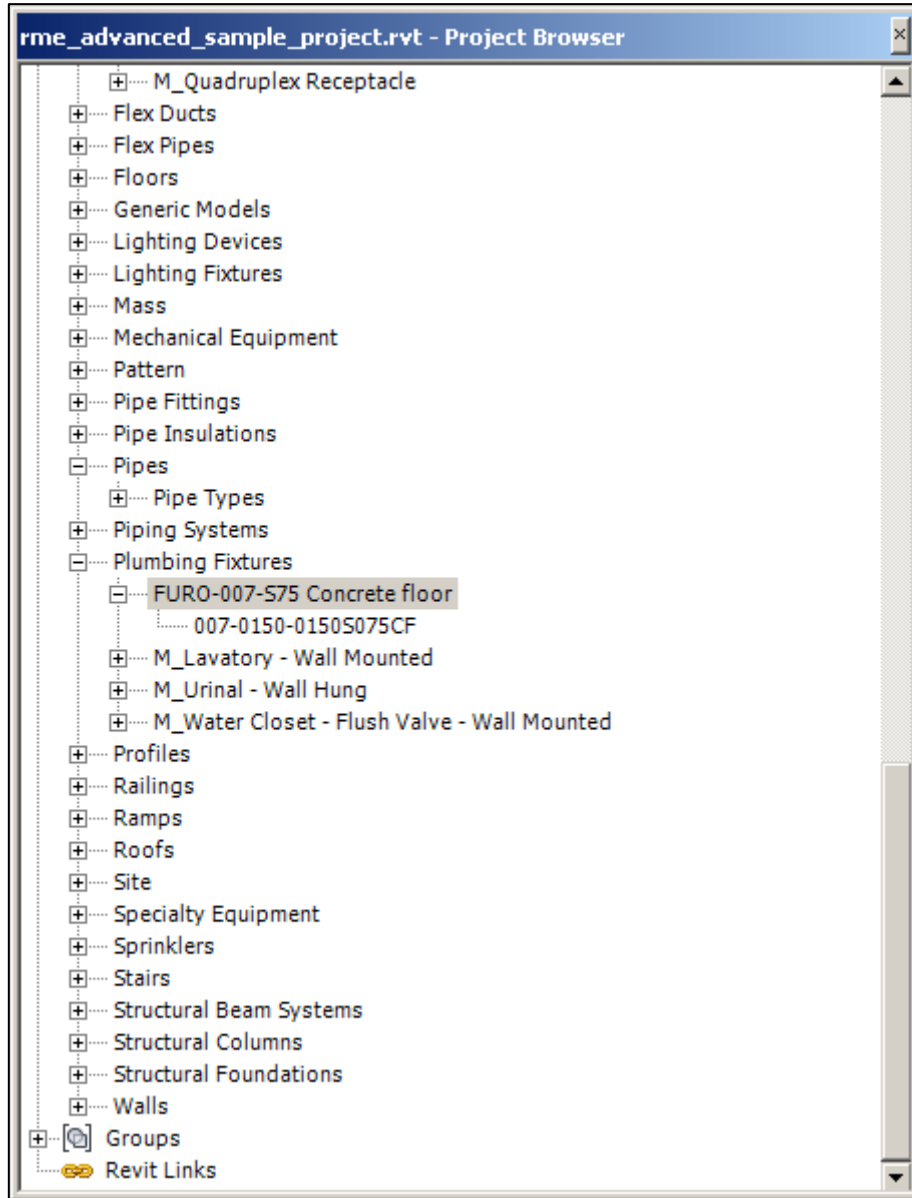 rme_advanced_sample_project.rvt - Project Browser
M_Quadruplex Receptacle
Flex Ducts
Flex Pipes
Floors
Generic Models
Lighting Devices
Lighting Fixtures
Mass
Mechanical Equipment
Pattern
Pipe Fittings
Pipe Insulations
Pipes
Pipe Types
Piping Systems
Plumbing Fixtures
FURO-007-S75 Concrete floor
007-0150-0150S075CF
M_Lavatory - Wall Mounted
M_Urinal - Wall Hung
M_Water Closet - Flush Valve - Wall Mounted
Profiles
Railings
Ramps
Roofs
Site
Specialty Equipment
Sprinklers
Stairs
Structural Beam Systems
Structural Columns
Structural Foundations
Walls
Groups
Revit Links